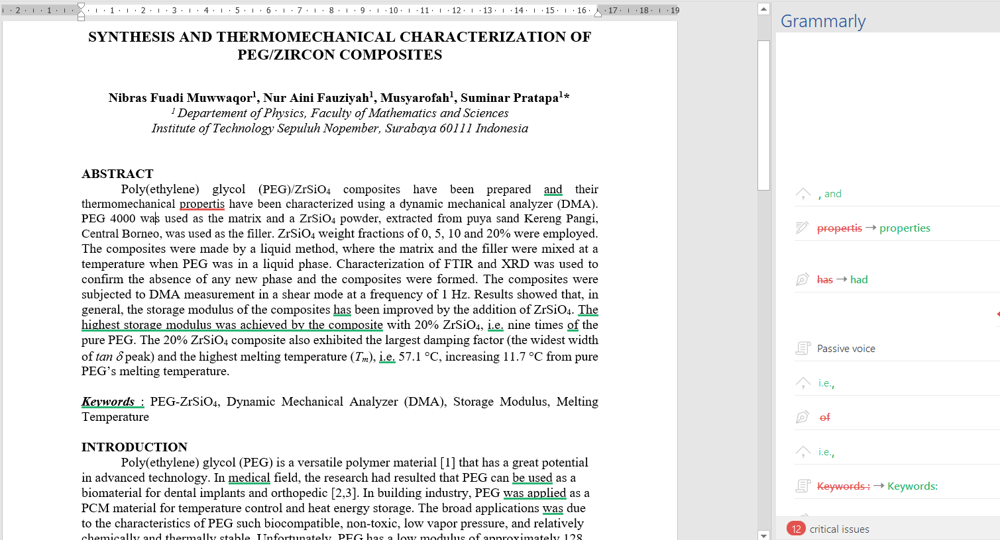 2 1 1 2 3 4 5 6 7 8 9 10 11 12 13 14 15 16 17 18 19
Grammarly
SYNTHESIS AND THERMOMECHANICAL CHARACTERIZATION OF
PEG/ZIRCON COMPOSITES
Nibras Fuadi Muwwaqor¹, Nur Aini Fauziyah¹, Musyarofah¹, Suminar Pratapa¹*
¹ Departement of Physics, Faculty of Mathematics and Sciences
Institute of Technology Sepuluh Nopember, Surabaya 60111 Indonesia
ABSTRACT
Poly(ethylene) glycol (PEG)/ZrSiO₄ composites have been prepared and their
thermomechanical propertis have been characterized using a dynamic mechanical analyzer (DMA).
PEG 4000 was used as the matrix and a ZrSiO₄ powder, extracted from puya sand Kereng Pangi,
Central Borneo, was used as the filler. ZrSiO₄ weight fractions of 0, 5, 10 and 20% were employed.
The composites were made by a liquid method, where the matrix and the filler were mixed at a
temperature when PEG was in a liquid phase. Characterization of FTIR and XRD was used to
confirm the absence of any new phase and the composites were formed. The composites were
subjected to DMA measurement in a shear mode at a frequency of 1 Hz. Results showed that, in
general, the storage modulus of the composites has been improved by the addition of ZrSiO₄. The
highest storage modulus was achieved by the composite with 20% ZrSiO₄, i.e. nine times of the
pure PEG. The 20% ZrSiO₄ composite also exhibited the largest damping factor (the widest width
of tan δ peak) and the highest melting temperature (Tₘ), i.e. 57.1 °C, increasing 11.7 °C from pure
PEG's melting temperature.
Keywords : PEG-ZrSiO₄, Dynamic Mechanical Analyzer (DMA), Storage Modulus, Melting
Temperature
INTRODUCTION
Poly(ethylene) glycol (PEG) is a versatile polymer material [1] that has a great potential
in advanced technology. In medical field, the research had resulted that PEG can be used as a
biomaterial for dental implants and orthopedic [2,3]. In building industry, PEG was applied as a
PCM material for temperature control and heat energy storage. The broad applications was due
to the characteristics of PEG such biocompatible, non-toxic, low vapor pressure, and relatively
chemically and thermally stable. Unfortunately, PEG has a low modulus of approximately 128
, and
propertis → properties
has → had
Passive voice
i.e.,
of
i.e.,
Keywords : → Keywords:
12 critical issues